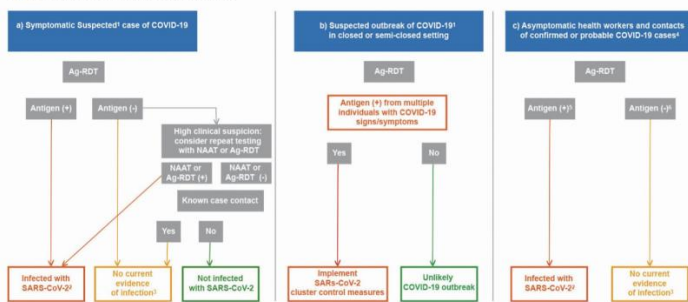 a) Symptomatic Suspected¹ case of COVID-19
Ag-RDT
Antigen (+)
Antigen (-)
High clinical suspicion:
consider repeat testing
with NAAT or Ag-RDT
NAAT or
Ag-RDT (+)
NAAT or
Ag-RDT (-)
Known case contact
Yes
No
Infected with
SARS-CoV-2²
No current
evidence
of infection³
Not infected
with SARS-CoV-2
b) Suspected outbreak of COVID-19¹
in closed or semi-closed setting
Ag-RDT
Antigen (+) from multiple
individuals with COVID-19
signs/symptoms
Yes
No
Implement
SARs-CoV-2
cluster control measures
Unlikely
COVID-19 outbreak
c) Asymptomatic health workers and contacts
of confirmed or probable COVID-19 cases⁴
Ag-RDT
Antigen (+)⁵
Antigen (-)⁶
Infected with
SARS-CoV-2²
No current
evidence
of infection³